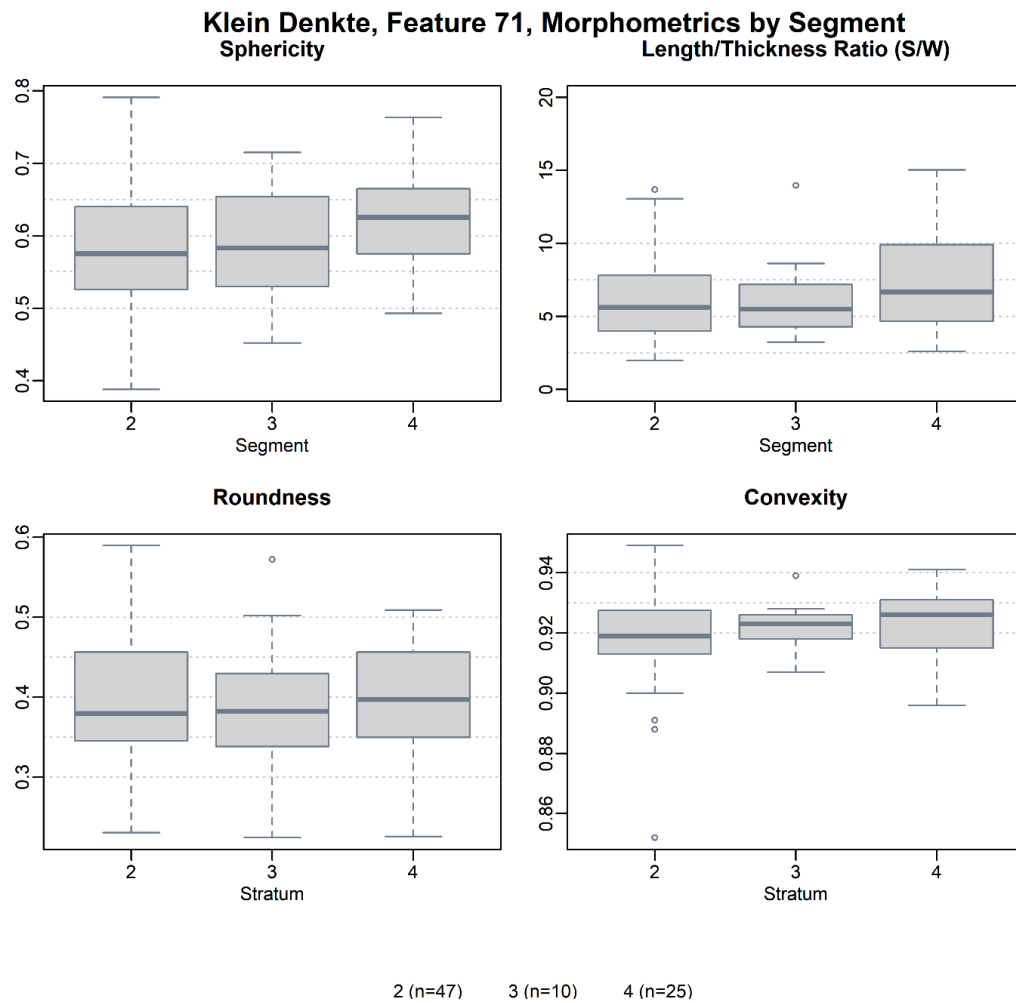 Klein Denkte, Feature 71, Morphometrics by Segment
Sphericity
0.8
0.7
0.6
0.5
0.4
2 3 4
Segment
Length/Thickness Ratio (S/W)
20
15
10
5
0
2 3 4
Segment
Roundness
0.6
0.5
0.4
0.3
2 3 4
Stratum
Convexity
0.94
0.92
0.90
0.88
0.86
2 3 4
Stratum
2 (n=47) 3 (n=10) 4 (n=25)